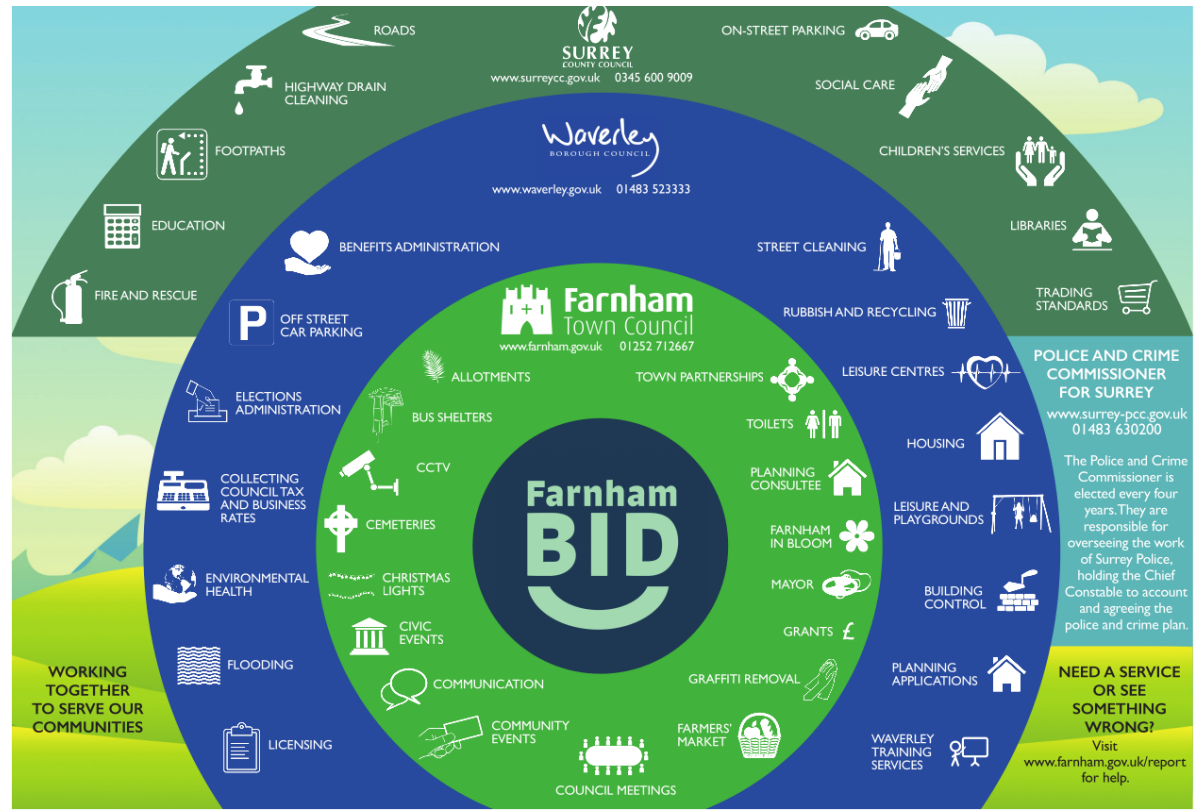 ROADS
SURREY
COUNTY COUNCIL
www.surreycc.gov.uk 0345 600 9009
ON-STREET PARKING
HIGHWAY DRAIN
CLEANING
SOCIAL CARE
FOOTPATHS
CHILDREN'S SERVICES
EDUCATION
LIBRARIES
FIRE AND RESCUE
TRADING
STANDARDS
Waverley
BOROUGH COUNCIL
www.waverley.gov.uk 01483 523333
BENEFITS ADMINISTRATION
STREET CLEANING
P
OFF STREET
CAR PARKING
RUBBISH AND RECYCLING
ELECTIONS
ADMINISTRATION
LEISURE CENTRES
HOUSING
COLLECTING
COUNCIL TAX
AND BUSINESS
RATES
LEISURE AND
PLAYGROUNDS
ENVIRONMENTAL
HEALTH
BUILDING
CONTROL
FLOODING
PLANNING
APPLICATIONS
LICENSING
WAVERLEY
TRAINING
SERVICES
Farnham
Town Council
www.farnham.gov.uk 01252 712667
ALLOTMENTS
TOWN PARTNERSHIPS
BUS SHELTERS
TOILETS
CCTV
PLANNING
CONSULTEE
CEMETERIES
FARNHAM
IN BLOOM
CHRISTMAS
LIGHTS
MAYOR
CIVIC
EVENTS
GRANTS £
COMMUNICATION
GRAFFITI REMOVAL
COMMUNITY
EVENTS
FARMERS'
MARKET
COUNCIL MEETINGS
Farnham
BID
POLICE AND CRIME
COMMISSIONER
FOR SURREY
www.surrey-pcc.gov.uk
01483 630200
The Police and Crime
Commissioner is
elected every four
years. They are
responsible for
overseeing the work
of Surrey Police,
holding the Chief
Constable to account
and agreeing the
police and crime plan.
WORKING
TOGETHER
TO SERVE OUR
COMMUNITIES
NEED A SERVICE
OR SEE
SOMETHING
WRONG?
Visit
www.farnham.gov.uk/report
for help.